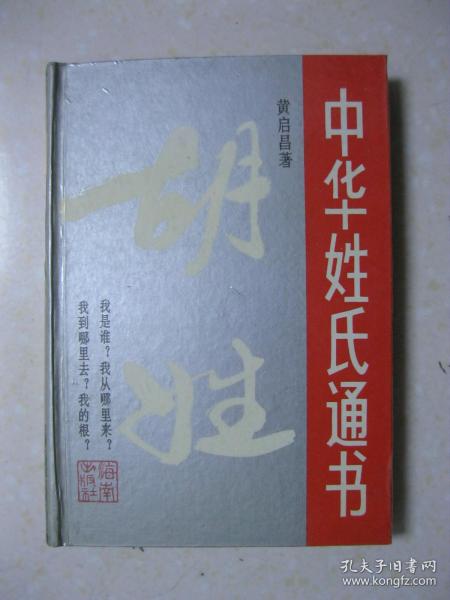 中华姓氏通书
黄启昌著
胡姓
我是谁？我从哪里来？
我到哪里去？我的根？
海南
出版社
孔夫子旧书网
www.kongfz.com